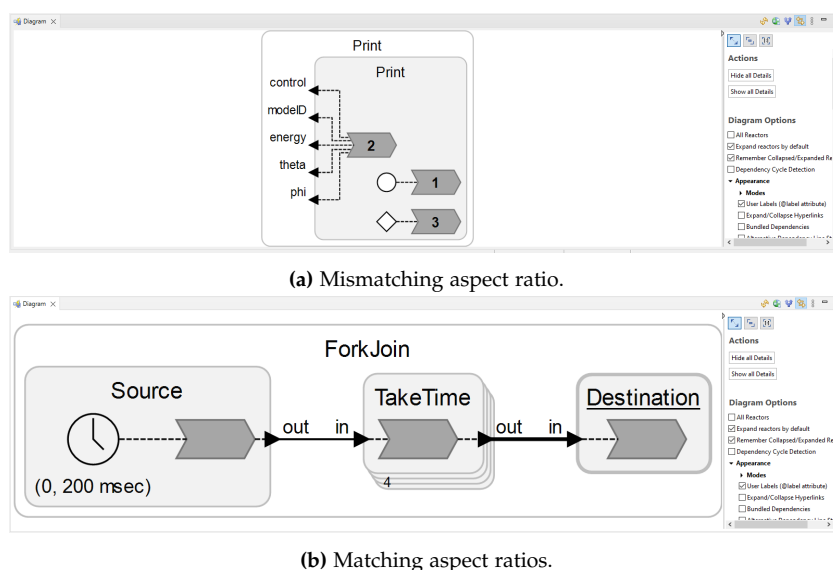 Diagram
Print
Print
control
modelID
energy
theta
phi
2
1
3
Actions
Hide all Details
Show all Details
Diagram Options
All Reactors
Expand reactors by default
Remember Collapsed/Expanded Re
Dependency Cycle Detection
Appearance
Modes
User Labels (@label attribute)
Expand/Collapse Hyperlinks
Bundled Dependencies
Alternative Dependency Line St
(a) Mismatching aspect ratio.
Diagram
ForkJoin
Source
(0, 200 msec)
out
in
TakeTime
4
out
in
Destination
Actions
Hide all Details
Show all Details
Diagram Options
All Reactors
Expand reactors by default
Remember Collapsed/Expanded Re
Dependency Cycle Detection
Appearance
Modes
User Labels (@label attribute)
Expand/Collapse Hyperlinks
Bundled Dependencies
(b) Matching aspect ratios.